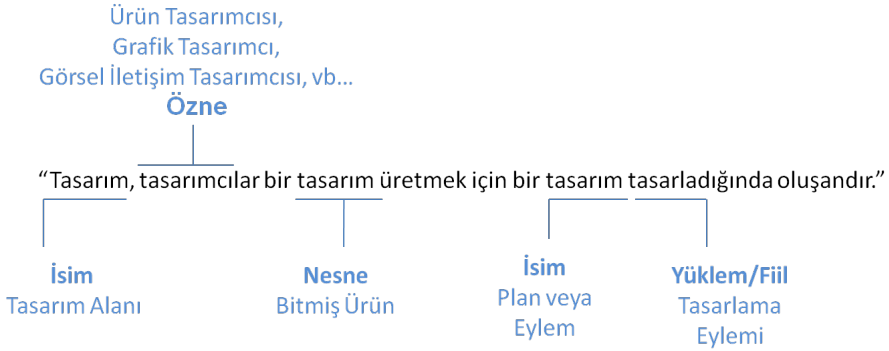 Ürün Tasarımcısı,
Grafik Tasarımcı,
Görsel İletişim Tasarımcısı, vb...
Özne
“Tasarım, tasarımcılar bir tasarım üretmek için bir tasarım tasarladığında oluşandır.”
İsim
Tasarım Alanı
Nesne
Bitmiş Ürün
İsim
Plan veya
Eylem
Yüklem/Fiil
Tasarlama
Eylemi